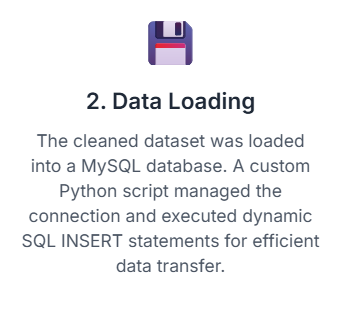 2. Data Loading
The cleaned dataset was loaded
into a MySQL database. A custom
Python script managed the
connection and executed dynamic
SQL INSERT statements for efficient
data transfer.